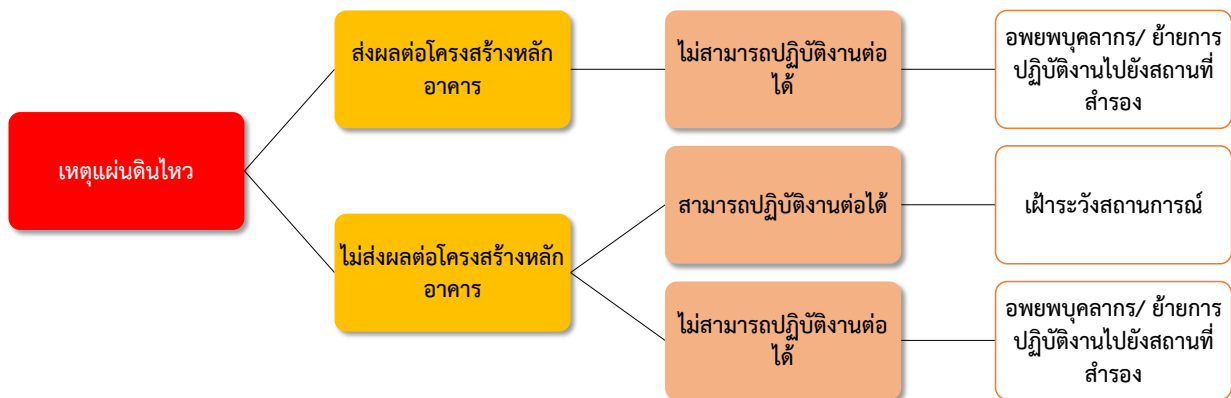 เหตุแผ่นดินไหว
ส่งผลต่อโครงสร้างหลัก
อาคาร
ไม่สามารถปฏิบัติงานต่อ
ได้
อพยพบุคลากร/ ย้ายการ
ปฏิบัติงานไปยังสถานที่
สำรอง
ไม่ส่งผลต่อโครงสร้างหลัก
อาคาร
สามารถปฏิบัติงานต่อได้
เฝ้าระวังสถานการณ์
ไม่สามารถปฏิบัติงานต่อ
ได้
อพยพบุคลากร/ ย้ายการ
ปฏิบัติงานไปยังสถานที่
สำรอง